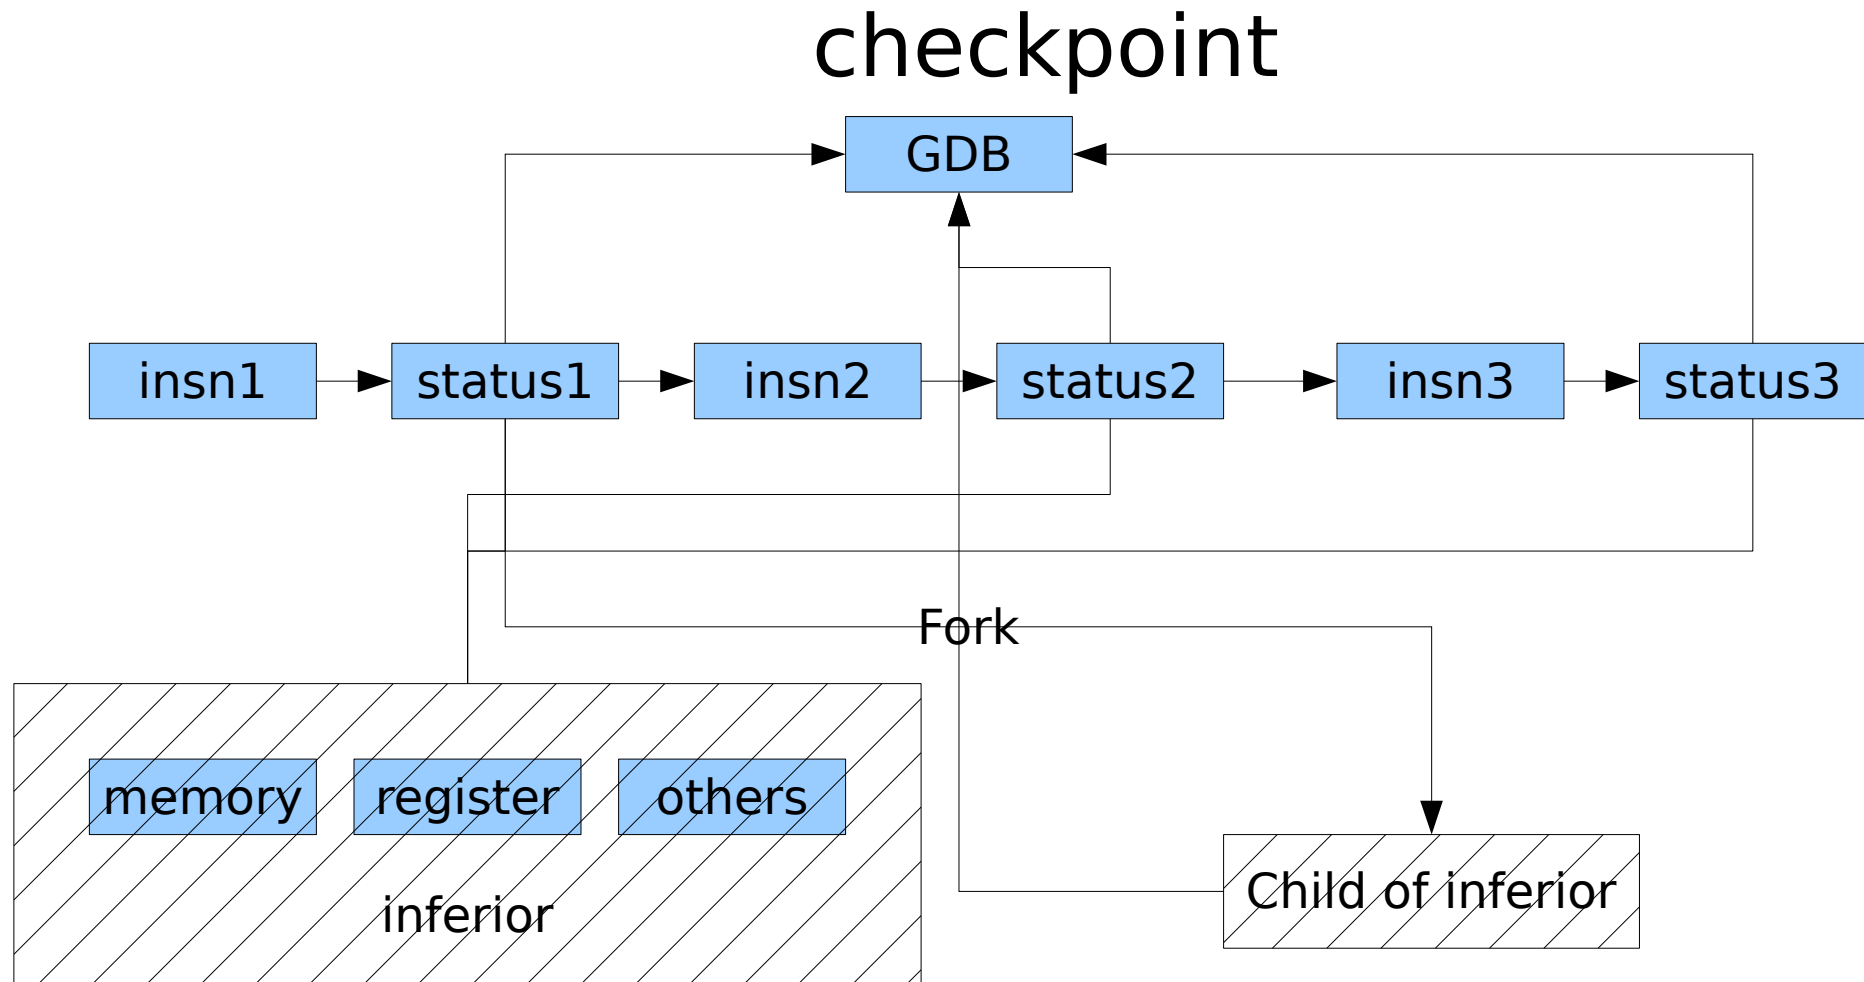 checkpoint
GDB
insn1
status1
insn2
status2
insn3
status3
Fork
memory
register
others
inferior
Child of inferior